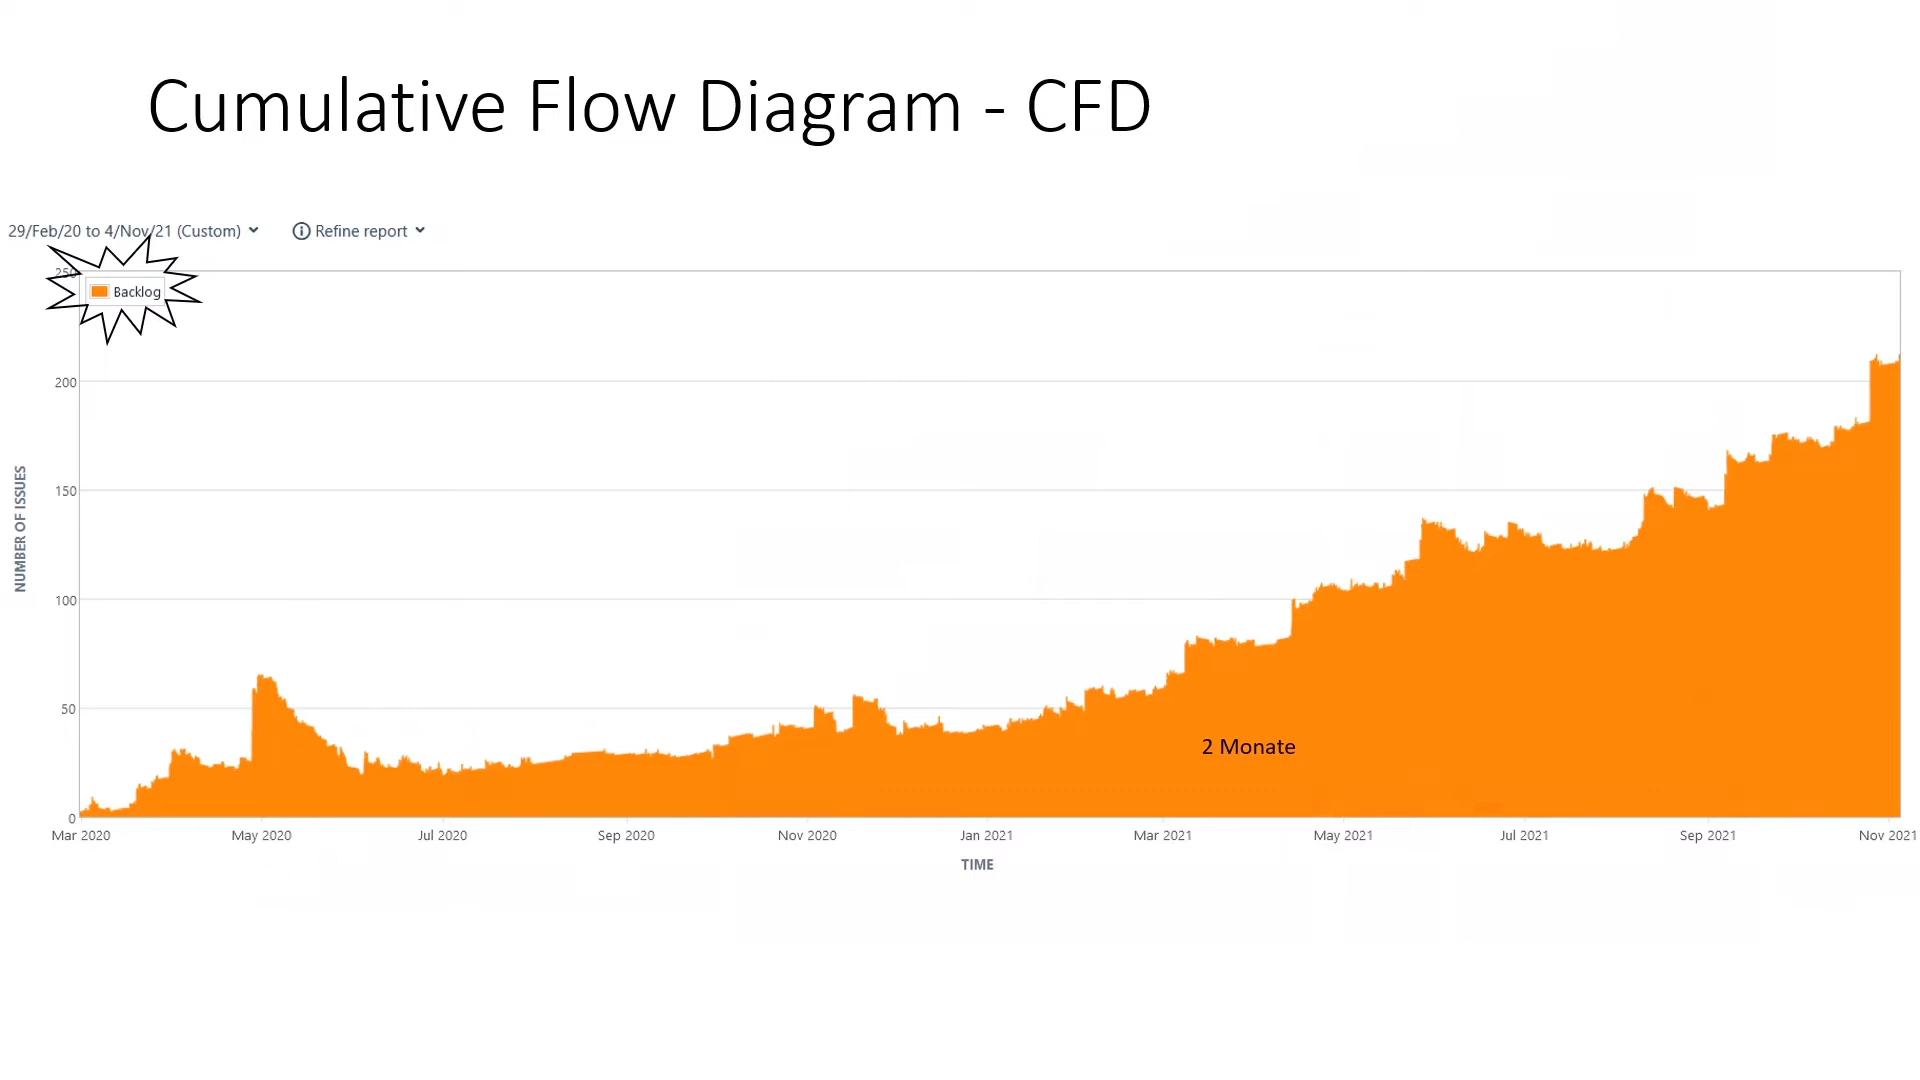 Cumulative Flow Diagram - CFD
29/Feb/20 to 4/Nov/21 (Custom) Refine report
250
Backlog
200
150
100
50
0
NUMBER OF ISSUES
2 Monate
Mar 2020 May 2020 Jul 2020 Sep 2020 Nov 2020 Jan 2021 Mar 2021 May 2021 Jul 2021 Sep 2021 Nov 2021
TIME